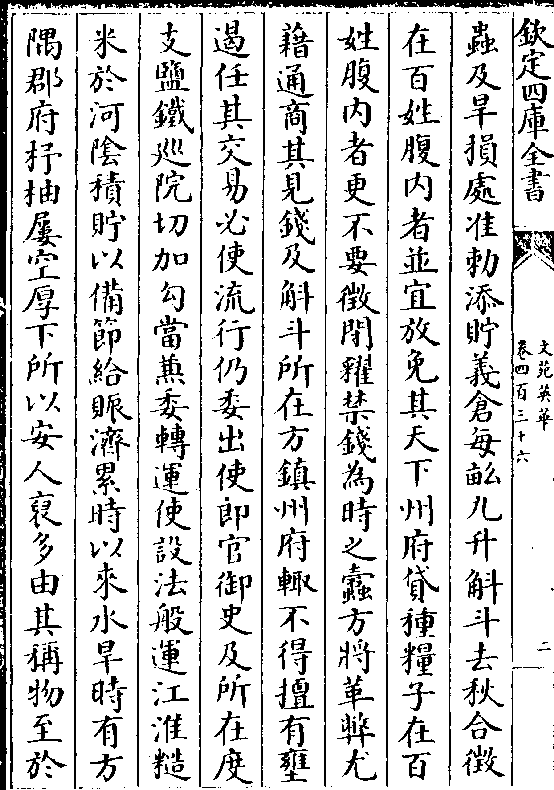 欽定四庫全書
文苑英華
卷四百三十六
二
蟲及旱損處准勅添貯義倉每畝九升斛斗去秋合徵
在百姓腹内者並宜放免其天下州府貸種糧子在百
姓腹内者更不要徵閉糴禁錢為時之蠹方將革弊尤
藉通商其見錢及斛斗所在方鎮州府輙不得擅有壅
遏任其交易必使流行仍委出使郎官御史及所在度
支鹽鐵廵院切加勾當兼委轉運使設法般運江淮糙
米於河隂積貯以備節給賑濟累時以來水旱時有方
隅郡府杼柚屢空厚下所以安人裒多由其稱物至於